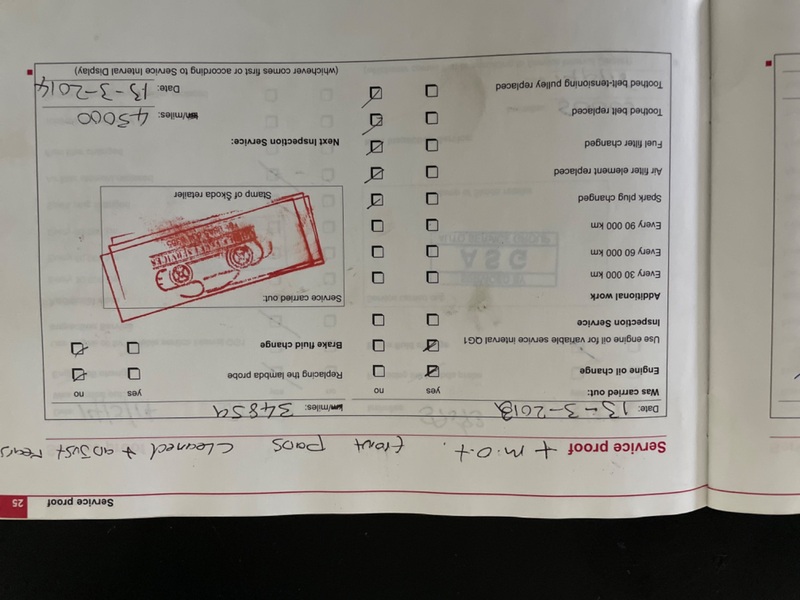 Service proof 25
Service proof + m.o.t. front pads cleaned + adjust rears
Date: 13-3-2013
km/miles: 34859
Was carried out: yes no
Engine oil change
Use engine oil for variable service interval QG1
Inspection Service
Additional work
Every 30 000 km
Every 60 000 km
Every 90 000 km
Spark plug changed
Air filter element replaced
Fuel filter changed
Toothed belt replaced
Toothed belt-tensioning pulley replaced
yes no
Replacing the lambda probe
Brake fluid change
Service carried out:
Stamp of Škoda retailer
Next Inspection Service:
km/miles: 45000
Date: 13-3-2014
(whichever comes first or according to Service Interval Display)